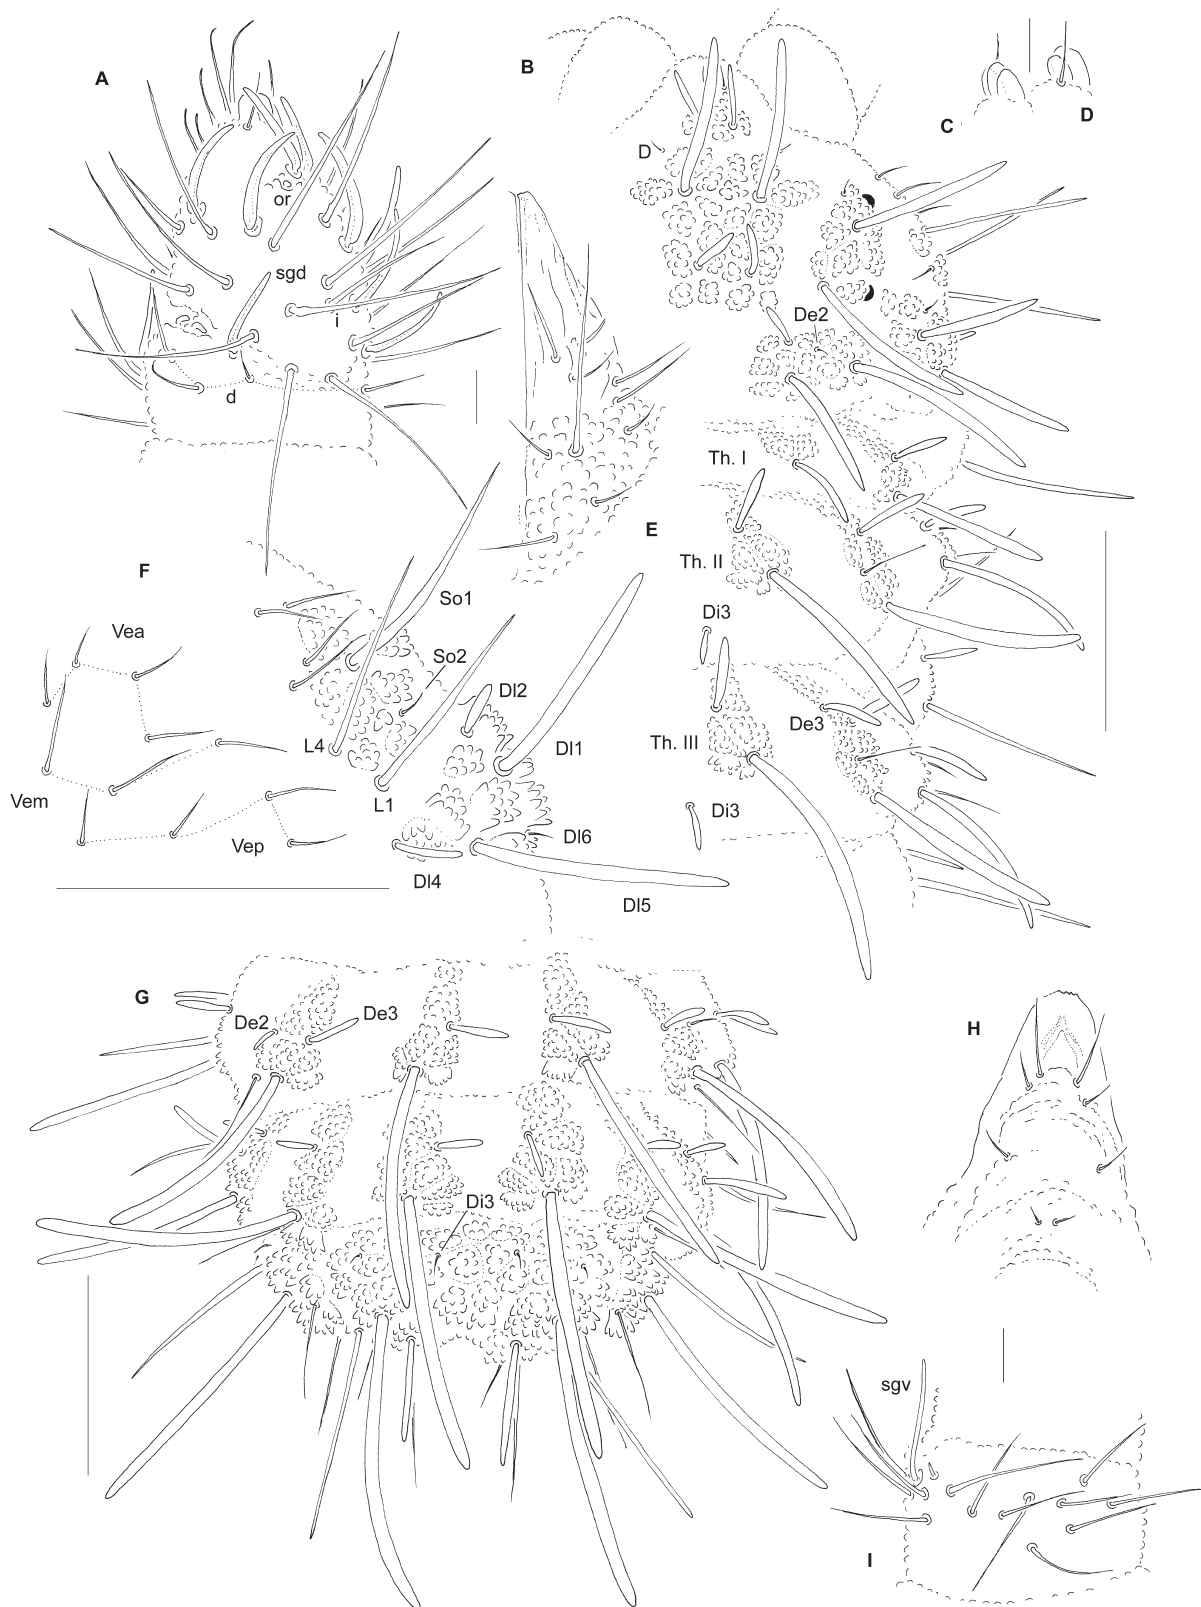 A
B
C
D
D
or
sgd
i
d
De2
Th. I
E
Th. II
F
So1
Vea
Di3
So2
Dl2
De3
L4
Dl1
Th. III
Vem
L1
Di3
Vep
Dl6
Dl4
Dl5
G
De2
De3
H
Di3
sgv
I